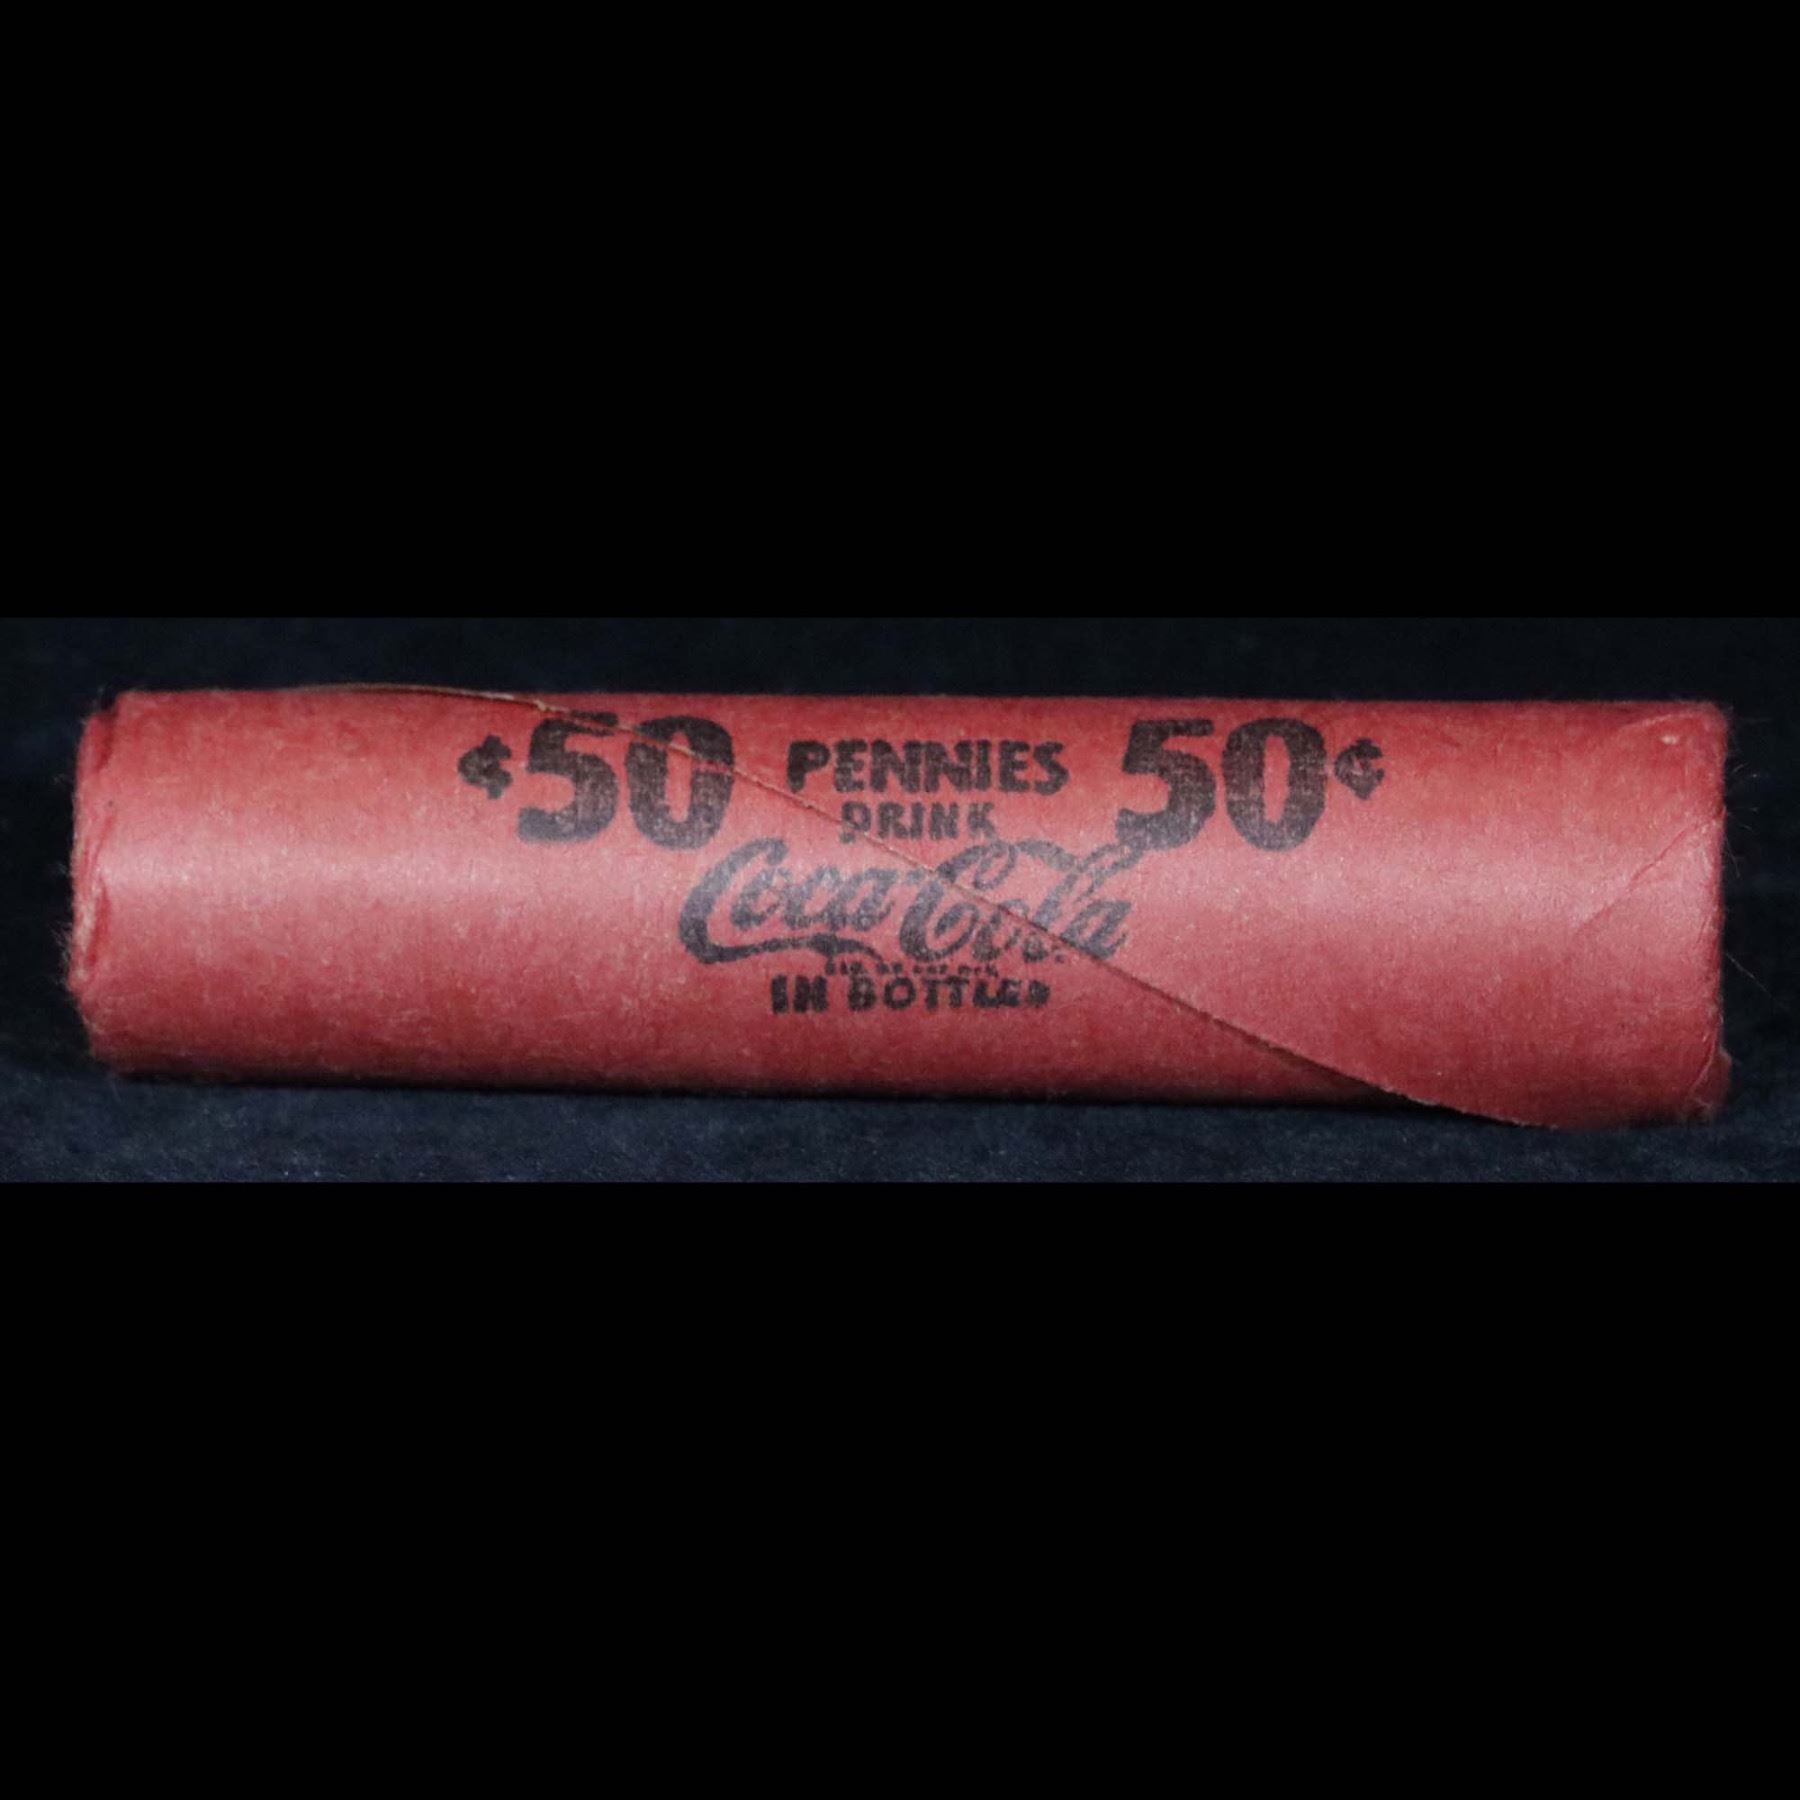 ¢50 PENNIES 50¢
DRINK
Coca-Cola
IN BOTTLES